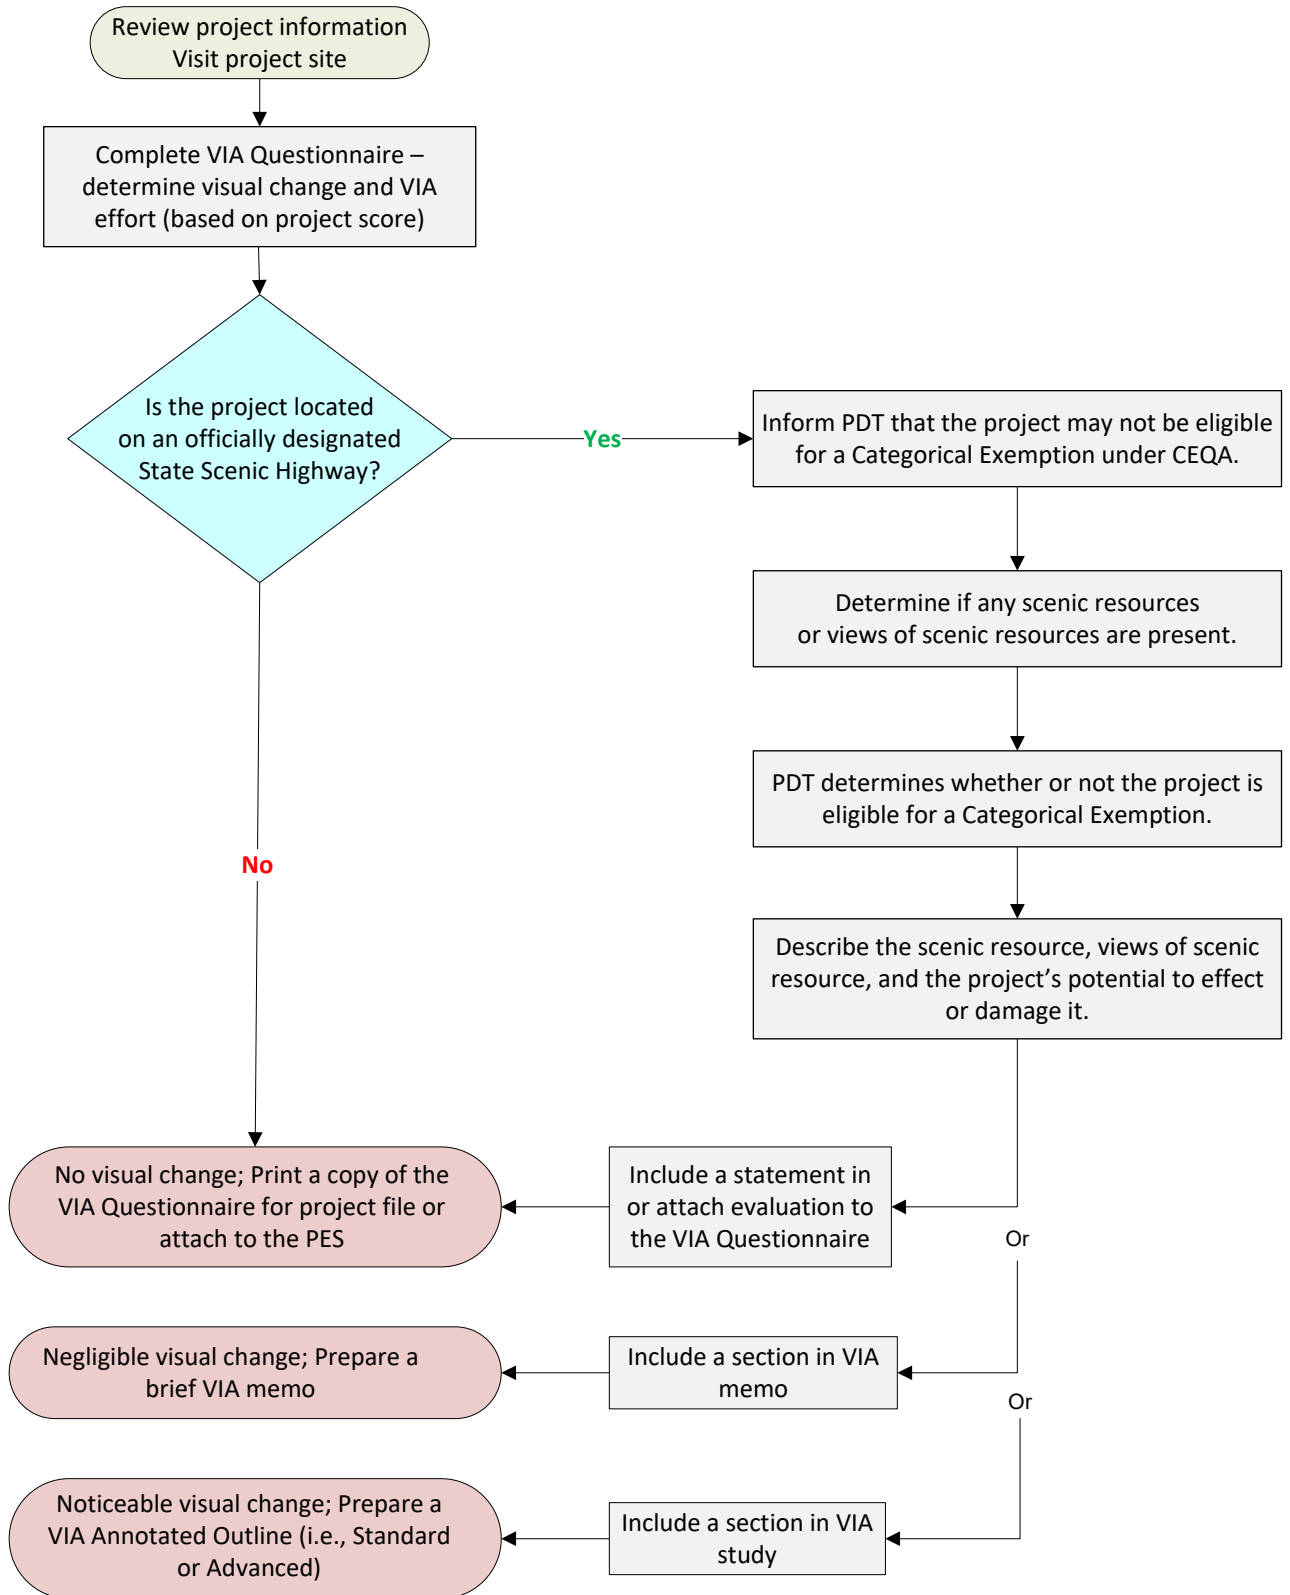 Review project information
Visit project site
Complete VIA Questionnaire –
determine visual change and VIA
effort (based on project score)
Is the project located
on an officially designated
State Scenic Highway?
Yes
Inform PDT that the project may not be eligible
for a Categorical Exemption under CEQA.
Determine if any scenic resources
or views of scenic resources are present.
PDT determines whether or not the project is
eligible for a Categorical Exemption.
No
Describe the scenic resource, views of scenic
resource, and the project’s potential to effect
or damage it.
No visual change; Print a copy of the
VIA Questionnaire for project file or
attach to the PES
Include a statement in
or attach evaluation to
the VIA Questionnaire
Or
Negligible visual change; Prepare a
brief VIA memo
Include a section in VIA
memo
Or
Noticeable visual change; Prepare a
VIA Annotated Outline (i.e., Standard
or Advanced)
Include a section in VIA
study